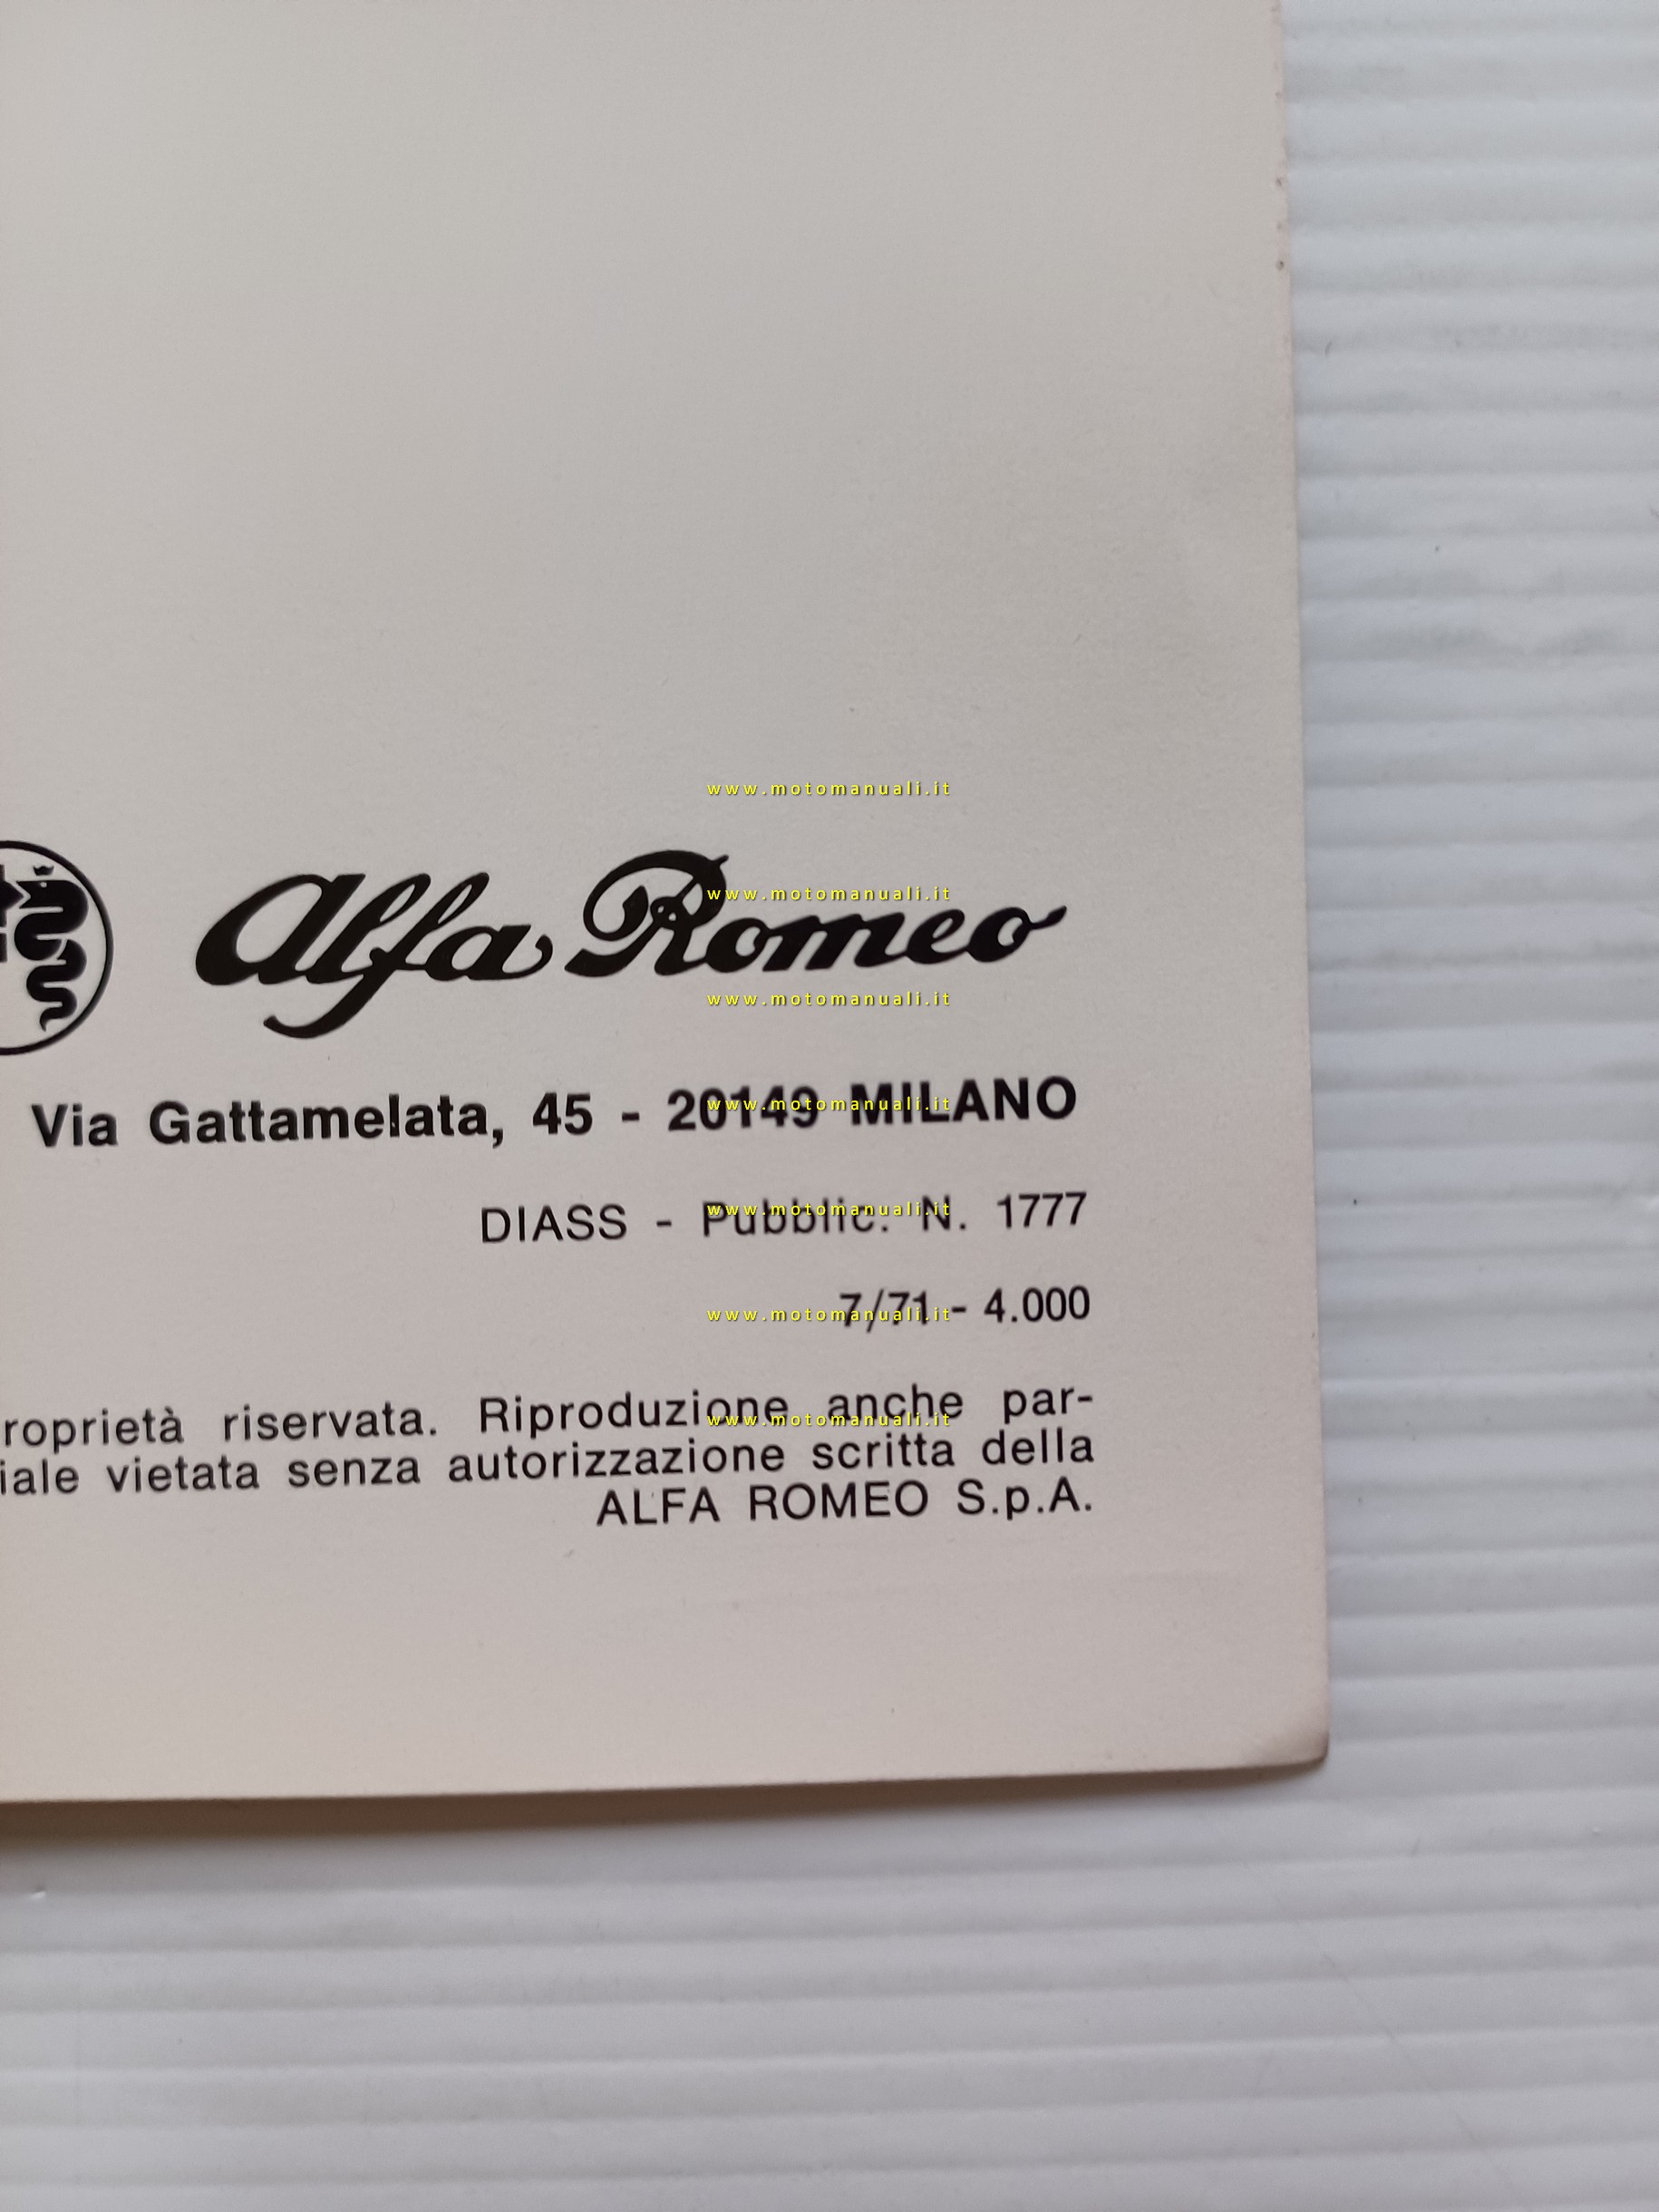 www.motomanuali.it
Alfa Romeo
www.motomanuali.it
www.motomanuali.it
Via Gattamelata, 45 - 20149 MILANO
www.motomanuali.it
DIASS - Pubblic. N. 1777
www.motomanuali.it
7/71 - 4.000
www.motomanuali.it
roprietà riservata. Riproduzione anche par-
www.motomanuali.it
iale vietata senza autorizzazione scritta della
ALFA ROMEO S.p.A.